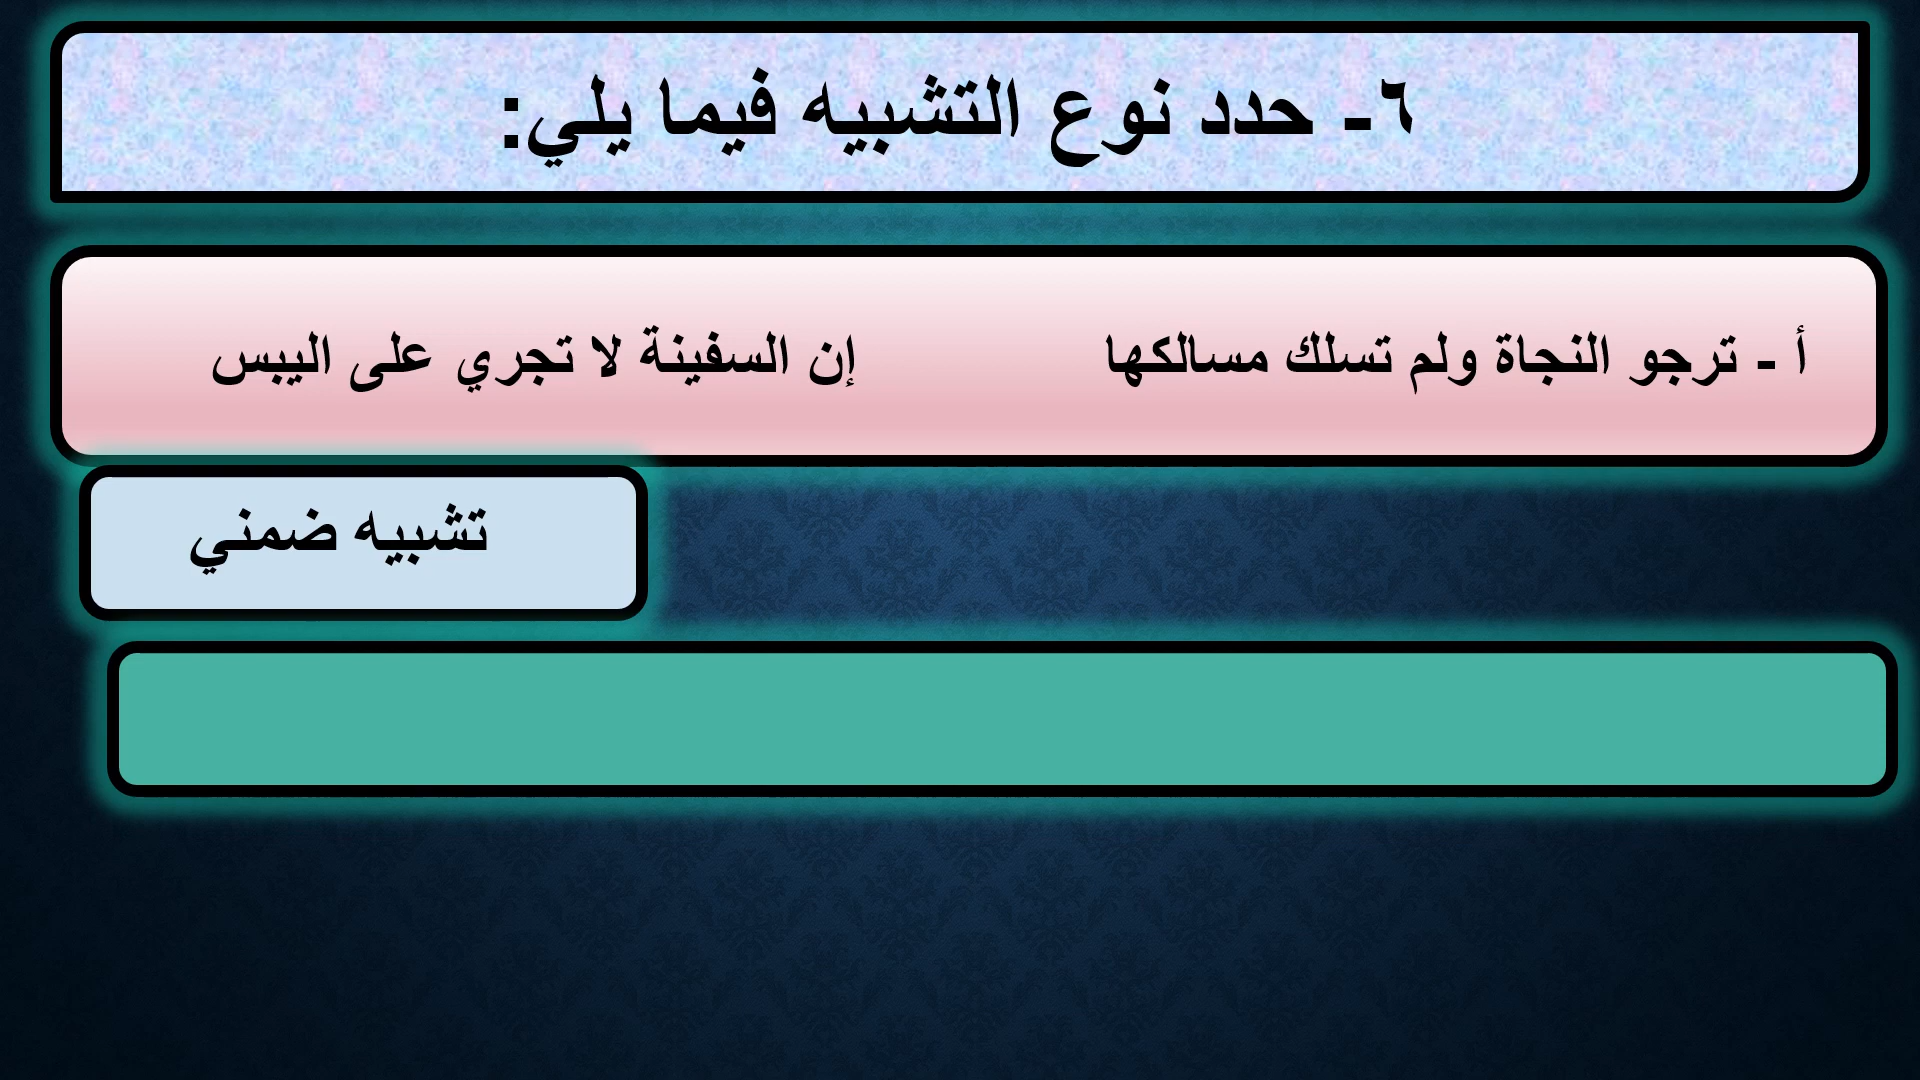 ٦- حدد نوع التشبيه فيما يلي:
أ - ترجو النجاة ولم تسلك مسالكها إن السفينة لا تجري على اليبس
تشبيه ضمني